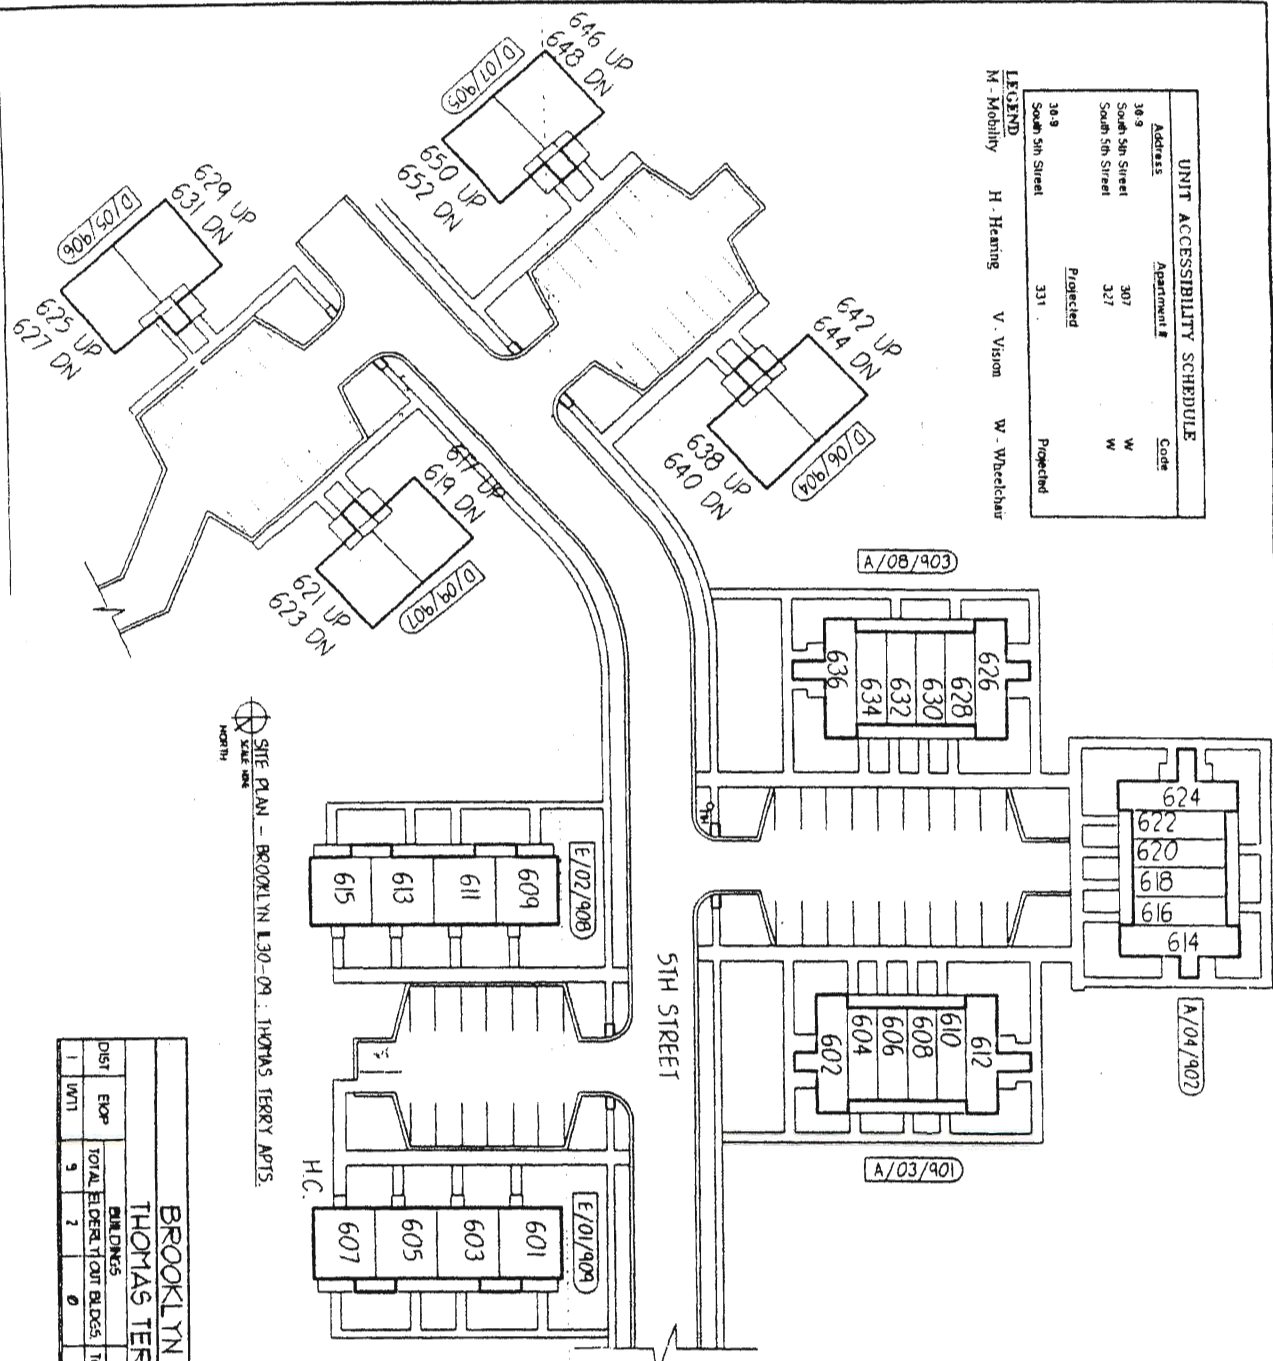 UNIT ACCESSIBILITY SCHEDULE
Address Apartment # Code
30-9
South 5th Street 307 W
South 5th Street 327 W
Projected
30-9
South 5th Street 331 Projected
LEGEND
M - Mobility H - Hearing V - Vision W - Wheelchair
646 UP
648 DN
D/07/905
650 UP
652 DN
629 UP
631 DN
D/05/906
625 UP
627 DN
642 UP
644 DN
638 UP
640 DN
D/06/904
617 UP
619 DN
621 UP
623 DN
D/09/907
A/08/903
636
634
632
630
628
626
624
622
620
618
616
614
A/04/902
602
604
606
608
610
612
A/03/901
5TH STREET
E/02/908
615
613
611
609
H.C.
E/01/909
607
605
603
601
SITE PLAN - BROOKLYN IL30-09 : THOMAS TERRY APTS.
SCALE NONE
NORTH
BROOKLYN
THOMAS TER
BUILDINGS
DIST EIOP TOTAL ELDERLY OUT BLDGS.
1 W11 9 2 0